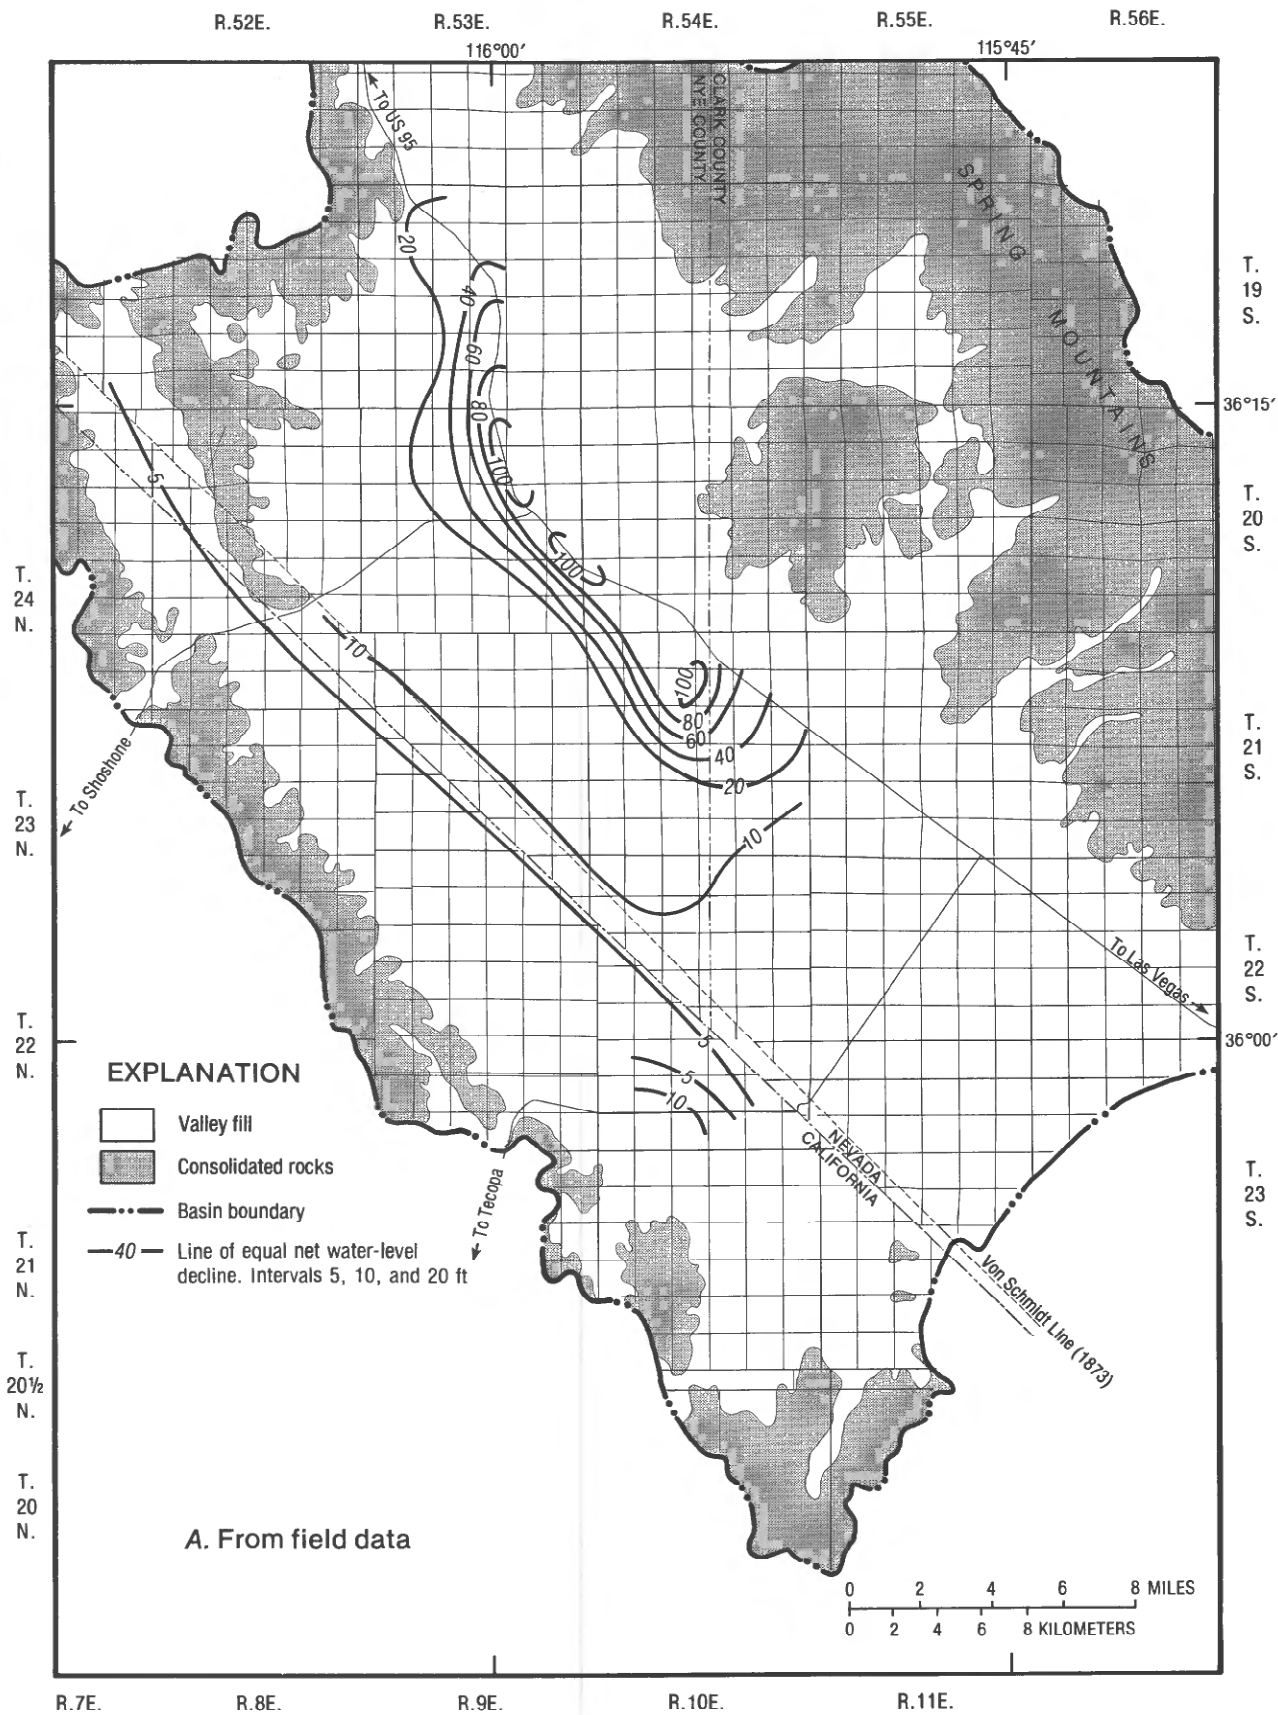 R.52E. R.53E. R.54E. R.55E. R.56E.
116°00′ 115°45′
To US 95
CLARK COUNTY
NYE COUNTY
SPRING MOUNTAINS
T.
19
S.
36°15′
T.
20
S.
T.
21
S.
T.
22
S.
36°00′
T.
23
S.
T.
24
N.
T.
23
N.
T.
22
N.
T.
21
N.
T.
20½
N.
T.
20
N.
20
40
60
80
100
100
100
80
60
40
20
10
5
10
5
5
10
To Shoshone
To Las Vegas
To Tecopa
NEVADA
CALIFORNIA
Von Schmidt Line (1873)
EXPLANATION
Valley fill
Consolidated rocks
Basin boundary
40 Line of equal net water-level
decline. Intervals 5, 10, and 20 ft
A. From field data
0 2 4 6 8 MILES
0 2 4 6 8 KILOMETERS
R.7E. R.8E. R.9E. R.10E. R.11E.